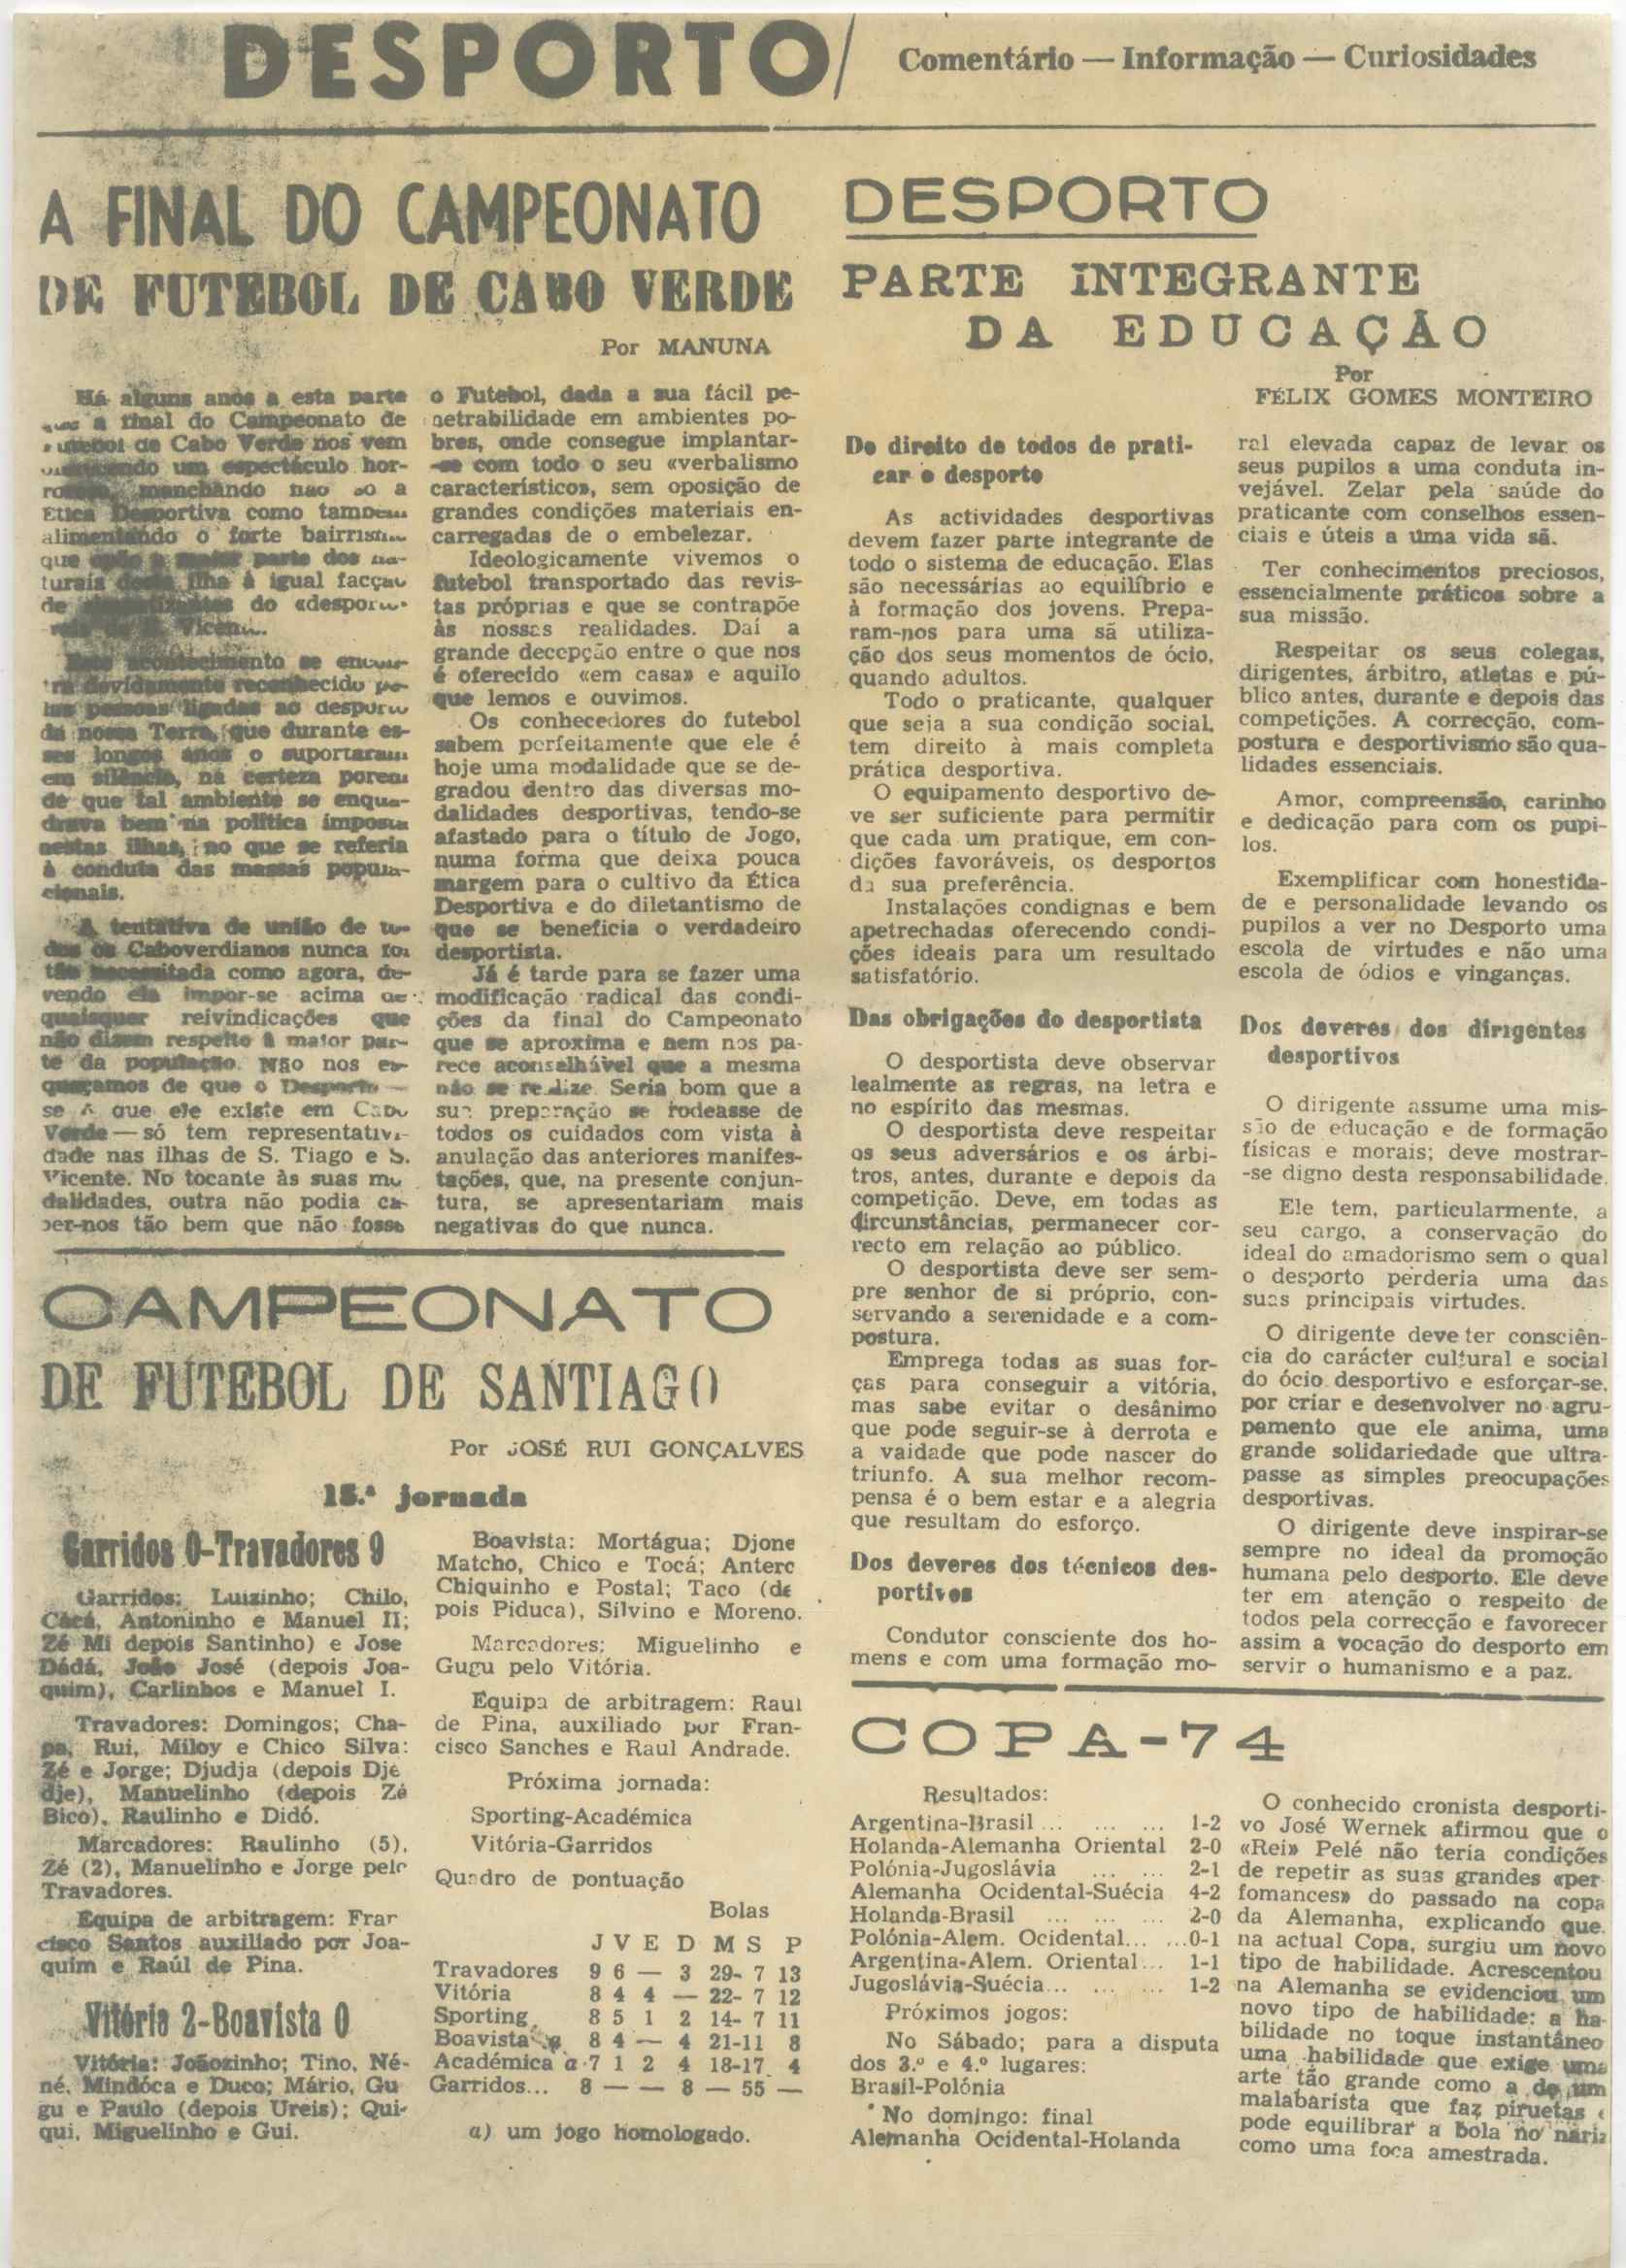 DESPORTO/
Comentário — Informação — Curiosidades
A FINAL DO CAMPEONATO
DE FUTEBOL DE CABO VERDE
Por MANUNA
Há alguns anos a esta parte
que a final do Campeonato de
Futebol de Cabo Verde nos vem
um espectáculo hor-
manchando não só a
Ética Desportiva como também
alimentando o forte
que parte dos na-
turais desta ilha à igual facção
de do «despor
Vicente.
Este acontecimento se encon-
tra devidamente reconhecido pe-
las pessoas ligadas ao desporto
da nossa Terra, que durante es-
ses longos anos o suportaram
em silêncio, na certeza porem
de que tal ambiente se enqua-
drava bem na política imposta
nestas ilhas, no que se referia
à conduta das massas popula-
cionais.
A tentativa de união de to-
dos os Caboverdianos nunca foi
tão necessitada como agora, de-
vendo ela impor-se acima de
quaisquer reivindicações que
não dizem respeito à maior par-
te da população. Não nos es-
queçamos de que o Desporto —
se é que ele existe em Cabo
Verde — só tem representativi-
dade nas ilhas de S. Tiago e S.
Vicente. No tocante às suas mo
dalidades, outra não podia ca-
ber-nos tão bem que não fosse
o Futebol, dada a sua fácil pe-
netrabilidade em ambientes po-
bres, onde consegue implantar-
-se com todo o seu «verbalismo
característico», sem oposição de
grandes condições materiais en-
carregadas de o embelezar.
Ideologicamente vivemos o
futebol transportado das revis-
tas próprias e que se contrapõe
às nossas realidades. Daí a
grande decepção entre o que nos
é oferecido «em casa» e aquilo
que lemos e ouvimos.
Os conhecedores do futebol
sabem perfeitamente que ele é
hoje uma modalidade que se de-
gradou dentro das diversas mo-
dalidades desportivas, tendo-se
afastado para o título de Jogo,
numa forma que deixa pouca
margem para o cultivo da Ética
Desportiva e do diletantismo de
que se beneficia o verdadeiro
desportista.
Já é tarde para se fazer uma
modificação radical das condi-
ções da final do Campeonato
que se aproxima e nem nos pa-
rece aconselhável que a mesma
não se realize. Seria bom que a
sua preparação se rodeasse de
todos os cuidados com vista à
anulação das anteriores manifes-
tações, que, na presente conjun-
tura, se apresentariam mais
negativas do que nunca.
CAMPEONATO
DE FUTEBOL DE SANTIAGO
Por JOSÉ RUI GONÇALVES
15.ª jornada
Garridos 0-Travadores 9
Garridos: Luizinho; Chilo,
Cácá, Antoninho e Manuel II;
Zé Mi depois Santinho) e Jose
Dádá, João José (depois Joa-
quim), Carlinhos e Manuel I.
Travadores: Domingos; Cha-
pa, Rui, Miloy e Chico Silva:
Zé e Jorge; Djudja (depois Dje
dje), Manuelinho (depois Zé
Bico), Raulinho e Didó.
Marcadores: Raulinho (5),
Zé (2), Manuelinho e Jorge pelo
Travadores.
Equipa de arbitragem: Fran
cisco Santos auxiliado por Joa-
quim e Raúl de Pina.
Vitória 2-Boavista 0
Vitória: Joãozinho; Tino, Né-
né, Mindóca e Duco; Mário, Gu
gu e Paulo (depois Ureis); Qui-
qui, Miguelinho e Gui.
Boavista: Mortágua; Djone
Matcho, Chico e Tocá; Antero
Chiquinho e Postal; Taco (de
pois Piduca), Silvino e Moreno.
Marcadores: Miguelinho e
Gugu pelo Vitória.
Equipa de arbitragem: Raul
de Pina, auxiliado por Fran-
cisco Sanches e Raul Andrade.
Próxima jornada:
Sporting-Académica
Vitória-Garridos
Quadro de pontuação
Bolas
J V E D M S P
Travadores 9 6 — 3 29- 7 13
Vitória 8 4 4 — 22- 7 12
Sporting 8 5 1 2 14- 7 11
Boavista 8 4 — 4 21-11 8
Académica a 7 1 2 4 18-17 4
Garridos... 8 — — 8 — 55 —
a) um jogo homologado.
DESPORTO
PARTE INTEGRANTE
DA EDUCAÇÃO
Por
FÉLIX GOMES MONTEIRO
Do direito de todos de prati-
car o desporto
As actividades desportivas
devem fazer parte integrante de
todo o sistema de educação. Elas
são necessárias ao equilíbrio e
à formação dos jovens. Prepa-
ram-nos para uma sã utiliza-
ção dos seus momentos de ócio,
quando adultos.
Todo o praticante, qualquer
que seja a sua condição social,
tem direito à mais completa
prática desportiva.
O equipamento desportivo de-
ve ser suficiente para permitir
que cada um pratique, em con-
dições favoráveis, os desportos
da sua preferência.
Instalações condignas e bem
apetrechadas oferecendo condi-
ções ideais para um resultado
satisfatório.
Das obrigações do desportista
O desportista deve observar
lealmente as regras, na letra e
no espírito das mesmas.
O desportista deve respeitar
os seus adversários e os árbi-
tros, antes, durante e depois da
competição. Deve, em todas as
circunstâncias, permanecer cor-
recto em relação ao público.
O desportista deve ser sem-
pre senhor de si próprio, con-
servando a serenidade e a com-
postura.
Emprega todas as suas for-
ças para conseguir a vitória,
mas sabe evitar o desânimo
que pode seguir-se à derrota e
a vaidade que pode nascer do
triunfo. A sua melhor recom-
pensa é o bem estar e a alegria
que resultam do esforço.
Dos deveres dos técnicos des-
portivos
Condutor consciente dos ho-
mens e com uma formação mo-
ral elevada capaz de levar os
seus pupilos a uma conduta in-
vejável. Zelar pela saúde do
praticante com conselhos essen-
ciais e úteis a uma vida sã.
Ter conhecimentos preciosos,
essencialmente práticos sobre a
sua missão.
Respeitar os seus colegas,
dirigentes, árbitro, atletas e pú-
blico antes, durante e depois das
competições. A correcção, com-
postura e desportivismo são qua-
lidades essenciais.
Amor, compreensão, carinho
e dedicação para com os pupi-
los.
Exemplificar com honestida-
de e personalidade levando os
pupilos a ver no Desporto uma
escola de virtudes e não uma
escola de ódios e vinganças.
Dos deveres dos dirigentes
desportivos
O dirigente assume uma mis-
são de educação e de formação
físicas e morais; deve mostrar-
-se digno desta responsabilidade.
Ele tem, particularmente, a
seu cargo, a conservação do
ideal do amadorismo sem o qual
o desporto perderia uma das
suas principais virtudes.
O dirigente deve ter consciên-
cia do carácter cultural e social
do ócio desportivo e esforçar-se,
por criar e desenvolver no agru-
pamento que ele anima, uma
grande solidariedade que ultra-
passe as simples preocupações
desportivas.
O dirigente deve inspirar-se
sempre no ideal da promoção
humana pelo desporto. Ele deve
ter em atenção o respeito de
todos pela correcção e favorecer
assim a vocação do desporto em
servir o humanismo e a paz.
COPA-74
Resultados:
Argentina-Brasil ... ... ... 1-2
Holanda-Alemanha Oriental 2-0
Polónia-Jugoslávia ... ... 2-1
Alemanha Ocidental-Suécia 4-2
Holanda-Brasil ... ... ... 2-0
Polónia-Alem. Ocidental... ...0-1
Argentina-Alem. Oriental... 1-1
Jugoslávia-Suécia... ... ... 1-2
Próximos jogos:
No Sábado; para a disputa
dos 3.º e 4.º lugares:
Brasil-Polónia
No domingo: final
Alemanha Ocidental-Holanda
O conhecido cronista desporti-
vo José Wernek afirmou que o
«Rei» Pelé não teria condições
de repetir as suas grandes «per
fomances» do passado na copa
da Alemanha, explicando que,
na actual Copa, surgiu um novo
tipo de habilidade. Acrescentou
na Alemanha se evidenciou um
novo tipo de habilidade: a ha-
bilidade no toque instantâneo
uma habilidade que exige uma
arte tão grande como a de um
malabarista que faz piruetas e
pode equilibrar a bola no nariz
como uma foca amestrada.